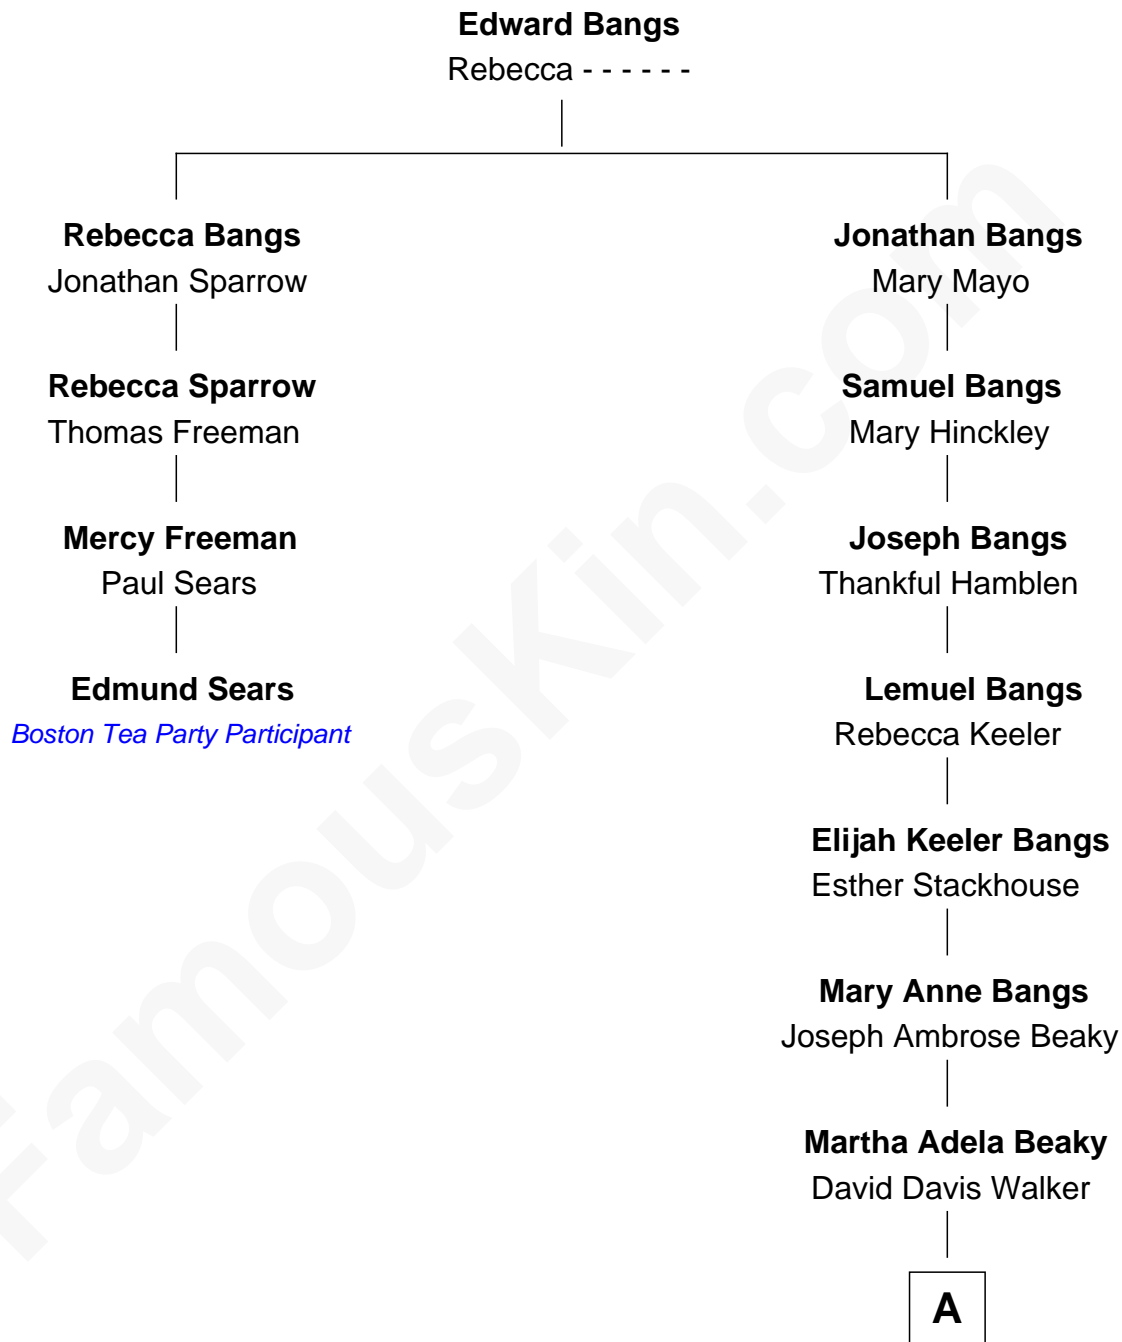 Edward Bangs
Rebecca - - - - - -
Rebecca Bangs
Jonathan Sparrow
Jonathan Bangs
Mary Mayo
Rebecca Sparrow
Thomas Freeman
Samuel Bangs
Mary Hinckley
Mercy Freeman
Paul Sears
Joseph Bangs
Thankful Hamblen
Edmund Sears
Boston Tea Party Participant
Lemuel Bangs
Rebecca Keeler
Elijah Keeler Bangs
Esther Stackhouse
Mary Anne Bangs
Joseph Ambrose Beaky
Martha Adela Beaky
David Davis Walker
A
FamousKin.com